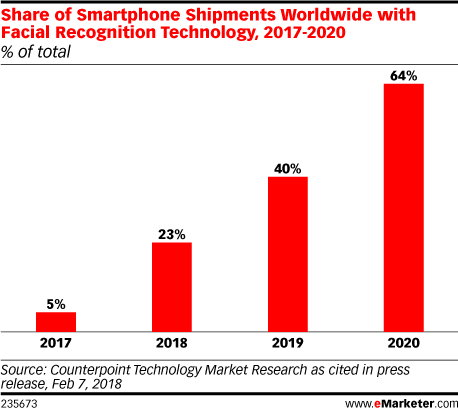 Share of Smartphone Shipments Worldwide with
Facial Recognition Technology, 2017-2020
% of total
64%
40%
23%
5%
2017 2018 2019 2020
Source: Counterpoint Technology Market Research as cited in press
release, Feb 7, 2018
235673 www.eMarketer.com